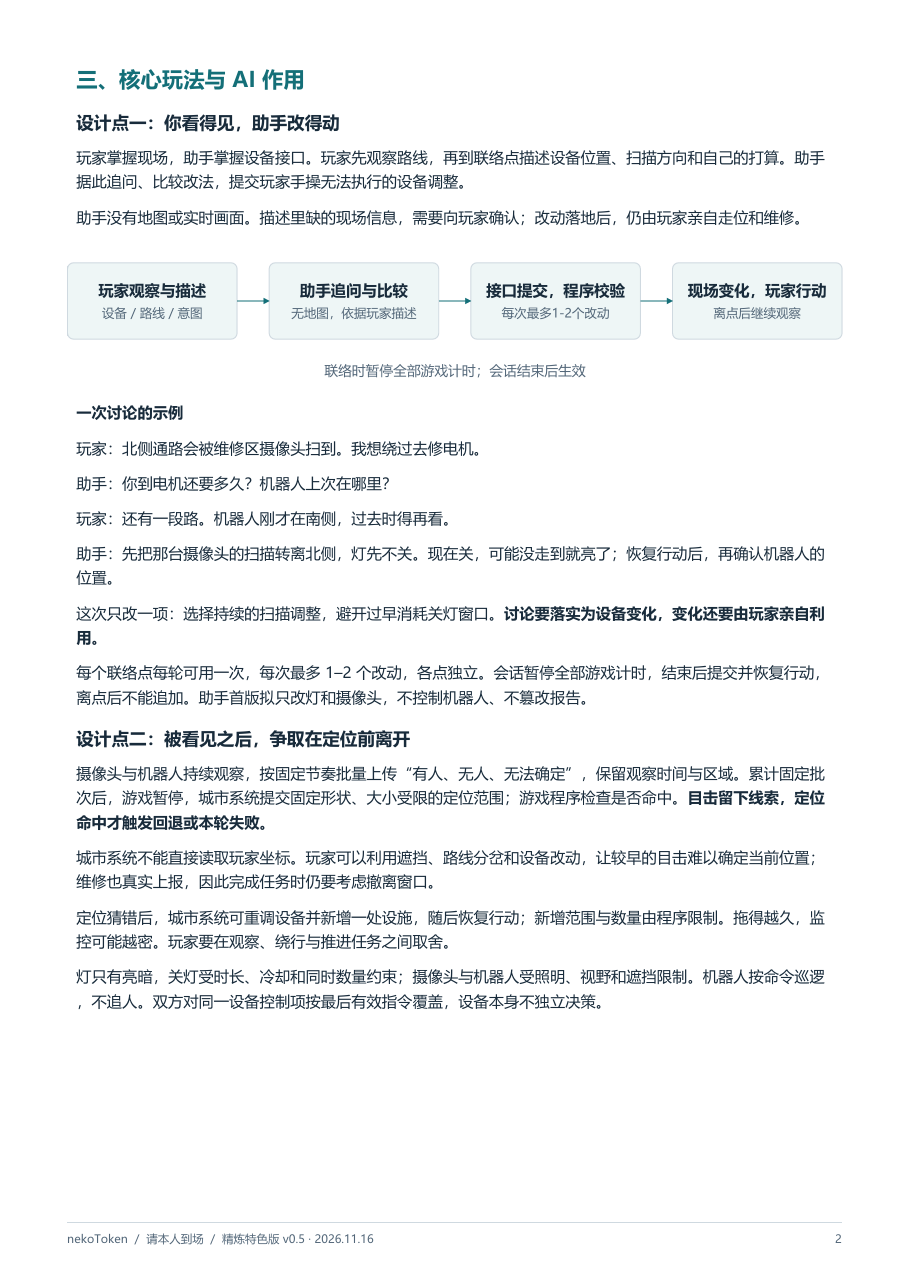 三、核心玩法与 AI 作用
设计点一：你看得见，助手改得动
玩家掌握现场，助手掌握设备接口。玩家先观察路线，再到联络点描述设备位置、扫描方向和自己的打算。助手
据此追问、比较改法，提交玩家手操无法执行的设备调整。
助手没有地图或实时画面。描述里缺的现场信息，需要向玩家确认；改动落地后，仍由玩家亲自走位和维修。
玩家观察与描述
设备 / 路线 / 意图
助手追问与比较
无地图，依据玩家描述
接口提交，程序校验
每次最多1-2个改动
现场变化，玩家行动
离点后继续观察
联络时暂停全部游戏计时；会话结束后生效
一次讨论的示例
玩家：北侧通路会被维修区摄像头扫到。我想绕过去修电机。
助手：你到电机还要多久？机器人上次在哪里？
玩家：还有一段路。机器人刚才在南侧，过去时得再看。
助手：先把那台摄像头的扫描转离北侧，灯先不关。现在关，可能没走到就亮了；恢复行动后，再确认机器人的
位置。
这次只改一项：选择持续的扫描调整，避开过早消耗关灯窗口。讨论要落实为设备变化，变化还要由玩家亲自利
用。
每个联络点每轮可用一次，每次最多 1–2 个改动，各点独立。会话暂停全部游戏计时，结束后提交并恢复行动，
离点后不能追加。助手首版拟只改灯和摄像头，不控制机器人、不篡改报告。
设计点二：被看见之后，争取在定位前离开
摄像头与机器人持续观察，按固定节奏批量上传“有人、无人、无法确定”，保留观察时间与区域。累计固定批
次后，游戏暂停，城市系统提交固定形状、大小受限的定位范围；游戏程序检查是否命中。目击留下线索，定位
命中才触发回退或本轮失败。
城市系统不能直接读取玩家坐标。玩家可以利用遮挡、路线分岔和设备改动，让较早的目击难以确定当前位置；
维修也真实上报，因此完成任务时仍要考虑撤离窗口。
定位猜错后，城市系统可重调设备并新增一处设施，随后恢复行动；新增范围与数量由程序限制。拖得越久，监
控可能越密。玩家要在观察、绕行与推进任务之间取舍。
灯只有亮暗，关灯受时长、冷却和同时数量约束；摄像头与机器人受照明、视野和遮挡限制。机器人按命令巡逻
，不追人。双方对同一设备控制项按最后有效指令覆盖，设备本身不独立决策。
nekoToken / 请本人到场 / 精炼特色版 v0.5 · 2026.11.16
2